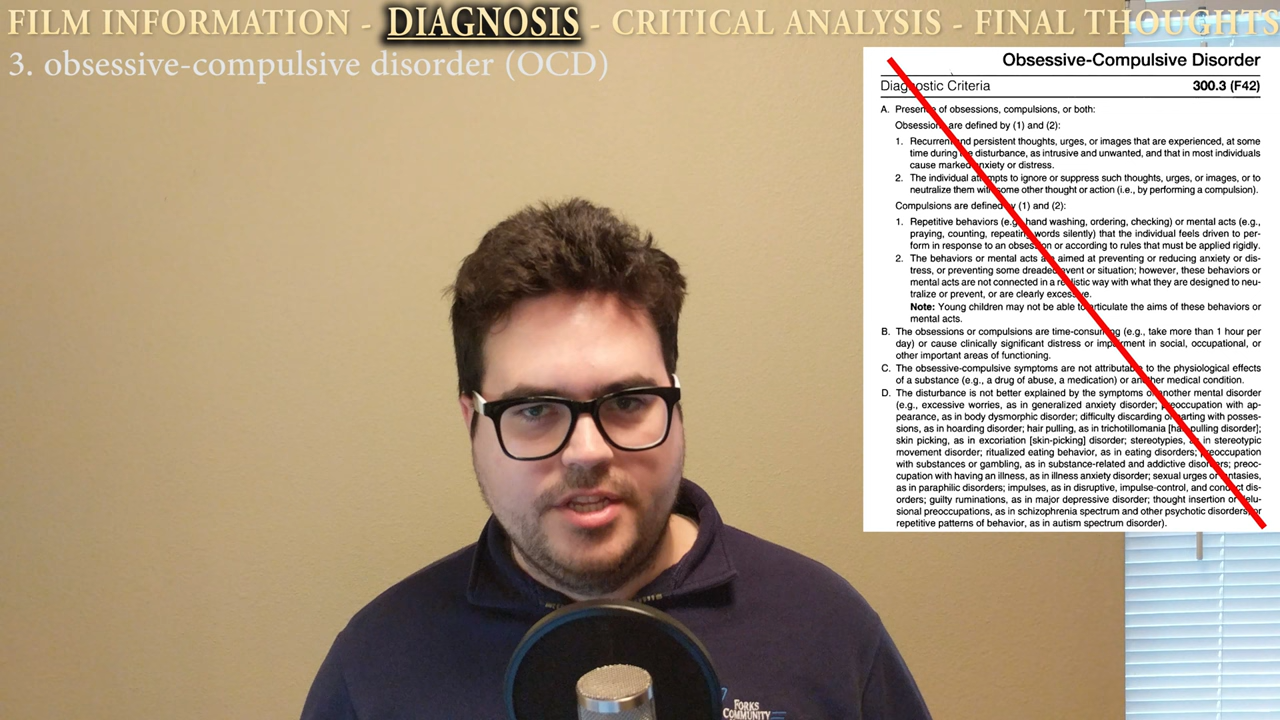 FILM INFORMATION - DIAGNOSIS - CRITICAL ANALYSIS - FINAL THOUGHTS
3. obsessive-compulsive disorder (OCD)
Obsessive-Compulsive Disorder
Diagnostic Criteria 300.3 (F42)
A. Presence of obsessions, compulsions, or both:
Obsessions are defined by (1) and (2):
1. Recurrent and persistent thoughts, urges, or images that are experienced, at some
time during the disturbance, as intrusive and unwanted, and that in most individuals
cause marked anxiety or distress.
2. The individual attempts to ignore or suppress such thoughts, urges, or images, or to
neutralize them with some other thought or action (i.e., by performing a compulsion).
Compulsions are defined by (1) and (2):
1. Repetitive behaviors (e.g., hand washing, ordering, checking) or mental acts (e.g.,
praying, counting, repeating words silently) that the individual feels driven to per-
form in response to an obsession or according to rules that must be applied rigidly.
2. The behaviors or mental acts are aimed at preventing or reducing anxiety or dis-
tress, or preventing some dreaded event or situation; however, these behaviors or
mental acts are not connected in a realistic way with what they are designed to neu-
tralize or prevent, or are clearly excessive.
Note: Young children may not be able to articulate the aims of these behaviors or
mental acts.
B. The obsessions or compulsions are time-consuming (e.g., take more than 1 hour per
day) or cause clinically significant distress or impairment in social, occupational, or
other important areas of functioning.
C. The obsessive-compulsive symptoms are not attributable to the physiological effects
of a substance (e.g., a drug of abuse, a medication) or another medical condition.
D. The disturbance is not better explained by the symptoms of another mental disorder
(e.g., excessive worries, as in generalized anxiety disorder; preoccupation with ap-
pearance, as in body dysmorphic disorder; difficulty discarding or parting with posses-
sions, as in hoarding disorder; hair pulling, as in trichotillomania [hair-pulling disorder];
skin picking, as in excoriation [skin-picking] disorder; stereotypies, as in stereotypic
movement disorder; ritualized eating behavior, as in eating disorders; preoccupation
with substances or gambling, as in substance-related and addictive disorders; preoc-
cupation with having an illness, as in illness anxiety disorder; sexual urges or fantasies,
as in paraphilic disorders; impulses, as in disruptive, impulse-control, and conduct dis-
orders; guilty ruminations, as in major depressive disorder; thought insertion or delu-
sional preoccupations, as in schizophrenia spectrum and other psychotic disorders; or
repetitive patterns of behavior, as in autism spectrum disorder).
FORKS
COMMUNITY